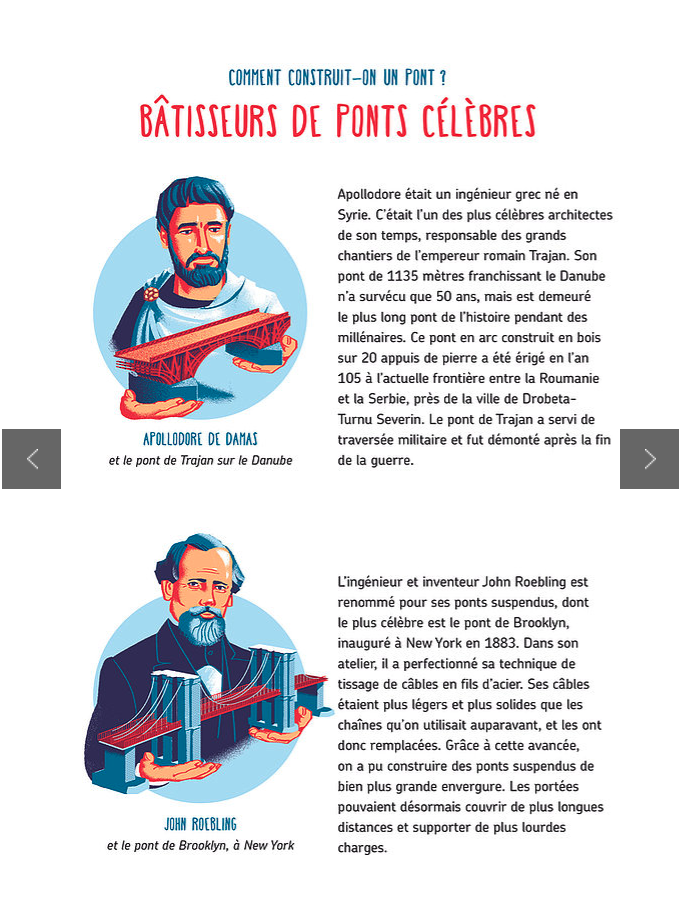 COMMENT CONSTRUIT-ON UN PONT ?
BÂTISSEURS DE PONTS CÉLÈBRES
Apollodore était un ingénieur grec né en
Syrie. C'était l'un des plus célèbres architectes
de son temps, responsable des grands
chantiers de l'empereur romain Trajan. Son
pont de 1135 mètres franchissant le Danube
n'a survécu que 50 ans, mais est demeuré
le plus long pont de l'histoire pendant des
millénaires. Ce pont en arc construit en bois
sur 20 appuis de pierre a été érigé en l'an
105 à l'actuelle frontière entre la Roumanie
et la Serbie, près de la ville de Drobeta-
Turnu Severin. Le pont de Trajan a servi de
traversée militaire et fut démonté après la fin
de la guerre.
APOLLODORE DE DAMAS
et le pont de Trajan sur le Danube
L'ingénieur et inventeur John Roebling est
renommé pour ses ponts suspendus, dont
le plus célèbre est le pont de Brooklyn,
inauguré à New York en 1883. Dans son
atelier, il a perfectionné sa technique de
tissage de câbles en fils d'acier. Ses câbles
étaient plus légers et plus solides que les
chaînes qu'on utilisait auparavant, et les ont
donc remplacées. Grâce à cette avancée,
on a pu construire des ponts suspendus de
bien plus grande envergure. Les portées
pouvaient désormais couvrir de plus longues
distances et supporter de plus lourdes
charges.
JOHN ROEBLING
et le pont de Brooklyn, à New York